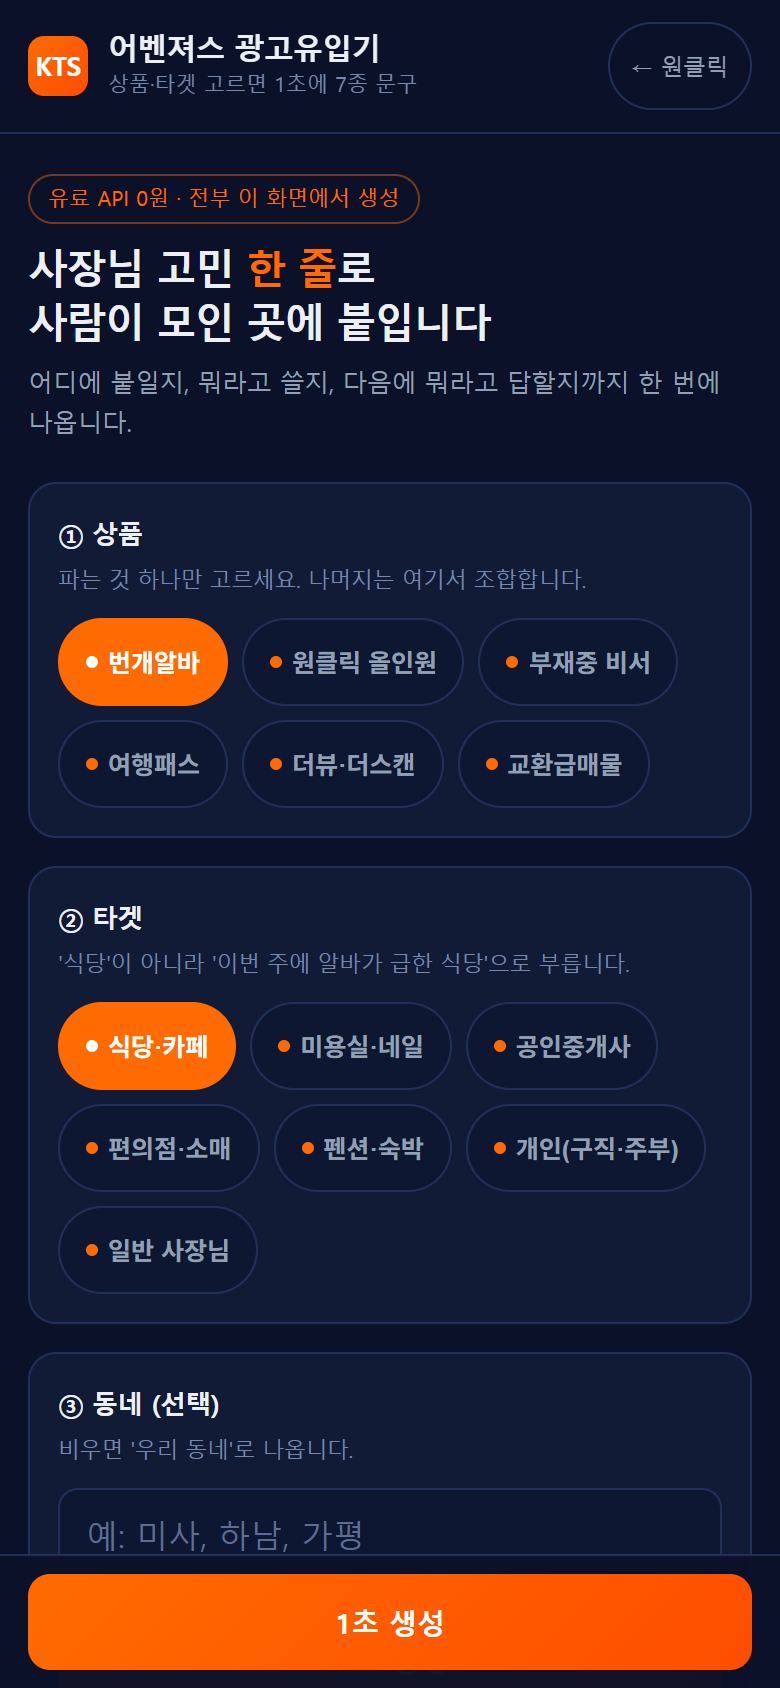 KTS
어벤져스 광고유입기
상품·타겟 고르면 1초에 7종 문구
← 원클릭
유료 API 0원 · 전부 이 화면에서 생성
사장님 고민 한 줄로
사람이 모인 곳에 붙입니다
어디에 붙일지, 뭐라고 쓸지, 다음에 뭐라고 답할지까지 한 번에
나옵니다.
① 상품
파는 것 하나만 고르세요. 나머지는 여기서 조합합니다.
번개알바
원클릭 올인원
부재중 비서
여행패스
더뷰·더스캔
교환급매물
② 타겟
'식당'이 아니라 '이번 주에 알바가 급한 식당'으로 부릅니다.
식당·카페
미용실·네일
공인중개사
편의점·소매
펜션·숙박
개인(구직·주부)
일반 사장님
③ 동네 (선택)
비우면 '우리 동네'로 나옵니다.
예: 미사, 하남, 가평
1초 생성